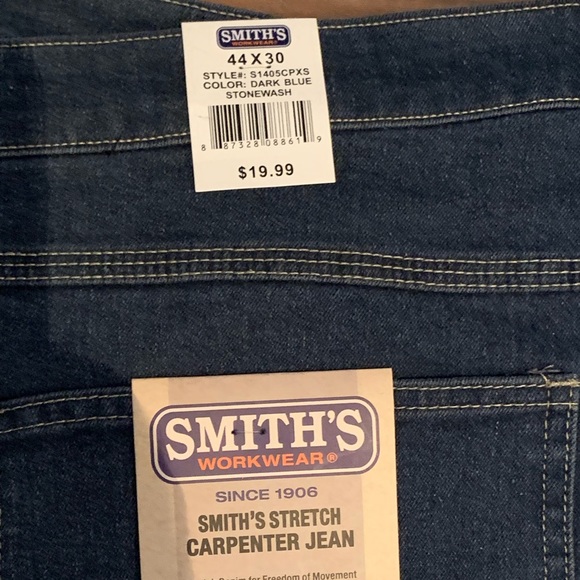 SMITH'S
WORKWEAR®
44 X 30
STYLE#: S1405CPXS
COLOR: DARK BLUE
STONEWASH
8 87328 08861 9
$19.99
SMITH'S
WORKWEAR®
SINCE 1906
SMITH'S STRETCH
CARPENTER JEAN
Denim for Freedom of Movement